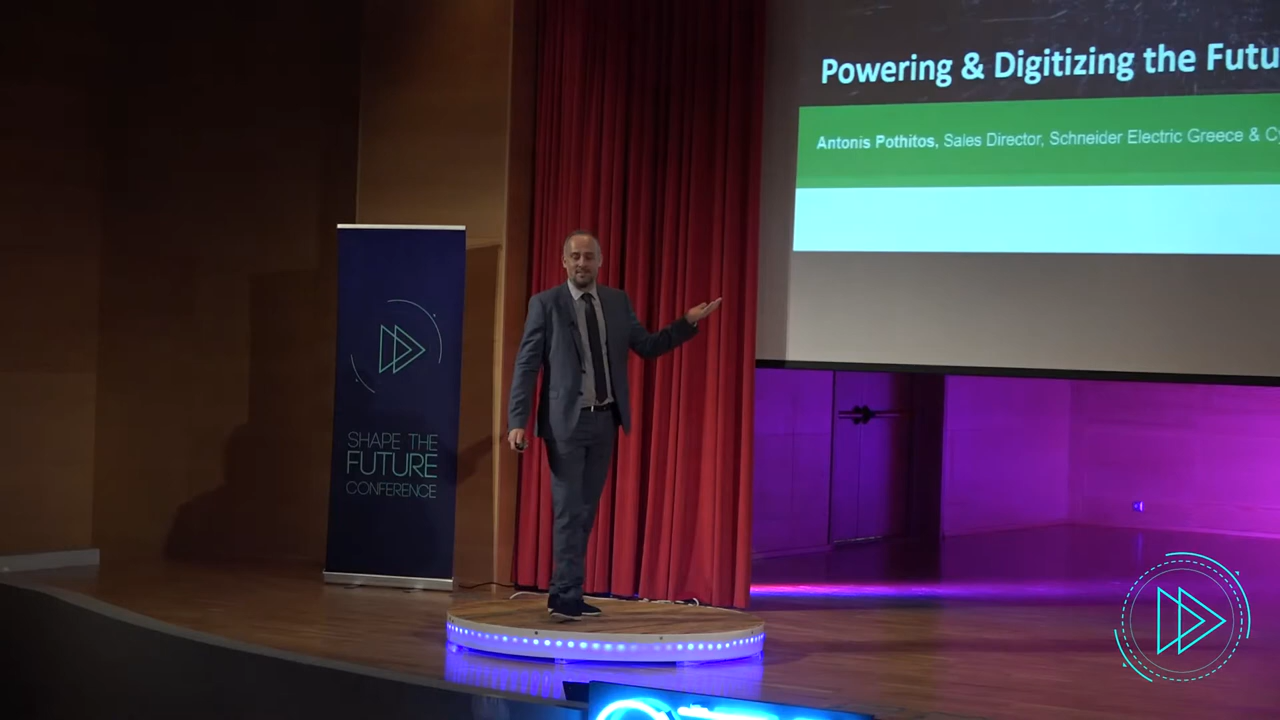 Powering & Digitizing the Futu
Antonis Pothitos, Sales Director, Schneider Electric Greece & Cy
SHAPE THE
FUTURE
CONFERENCE